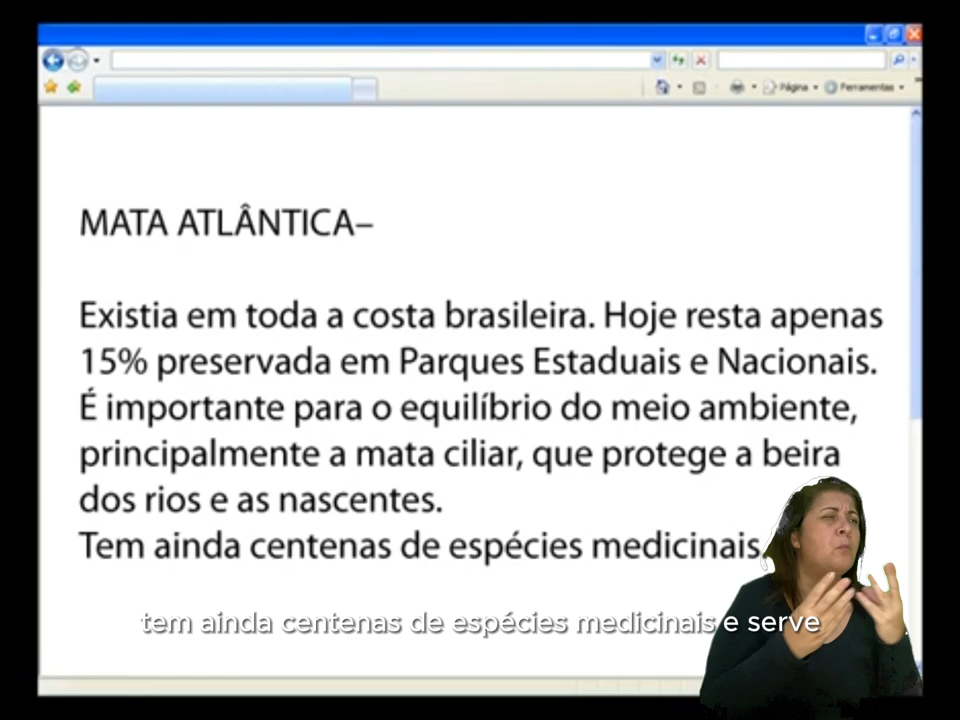 Página
Ferramentas
MATA ATLÂNTICA–
Existia em toda a costa brasileira. Hoje resta apenas
15% preservada em Parques Estaduais e Nacionais.
É importante para o equilíbrio do meio ambiente,
principalmente a mata ciliar, que protege a beira
dos rios e as nascentes.
Tem ainda centenas de espécies medicinais.
tem ainda centenas de espécies medicinais e serve